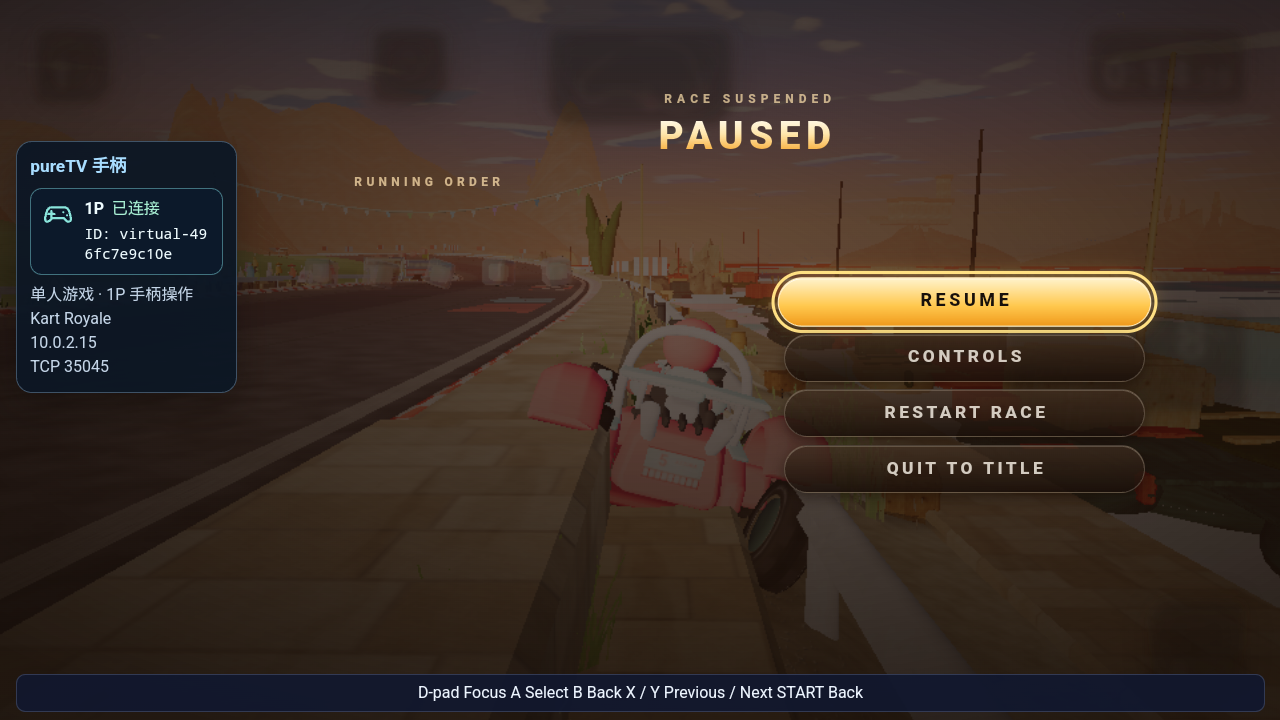 RACE SUSPENDED
PAUSED
pureTV 手柄
1P 已连接
ID: virtual-49
6fc7e9c10e
单人游戏 · 1P 手柄操作
Kart Royale
10.0.2.15
TCP 35045
RUNNING ORDER
RESUME
CONTROLS
RESTART RACE
QUIT TO TITLE
D-pad Focus A Select B Back X / Y Previous / Next START Back